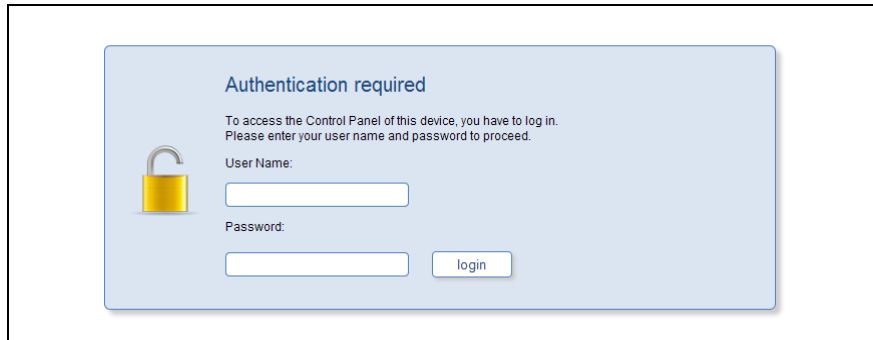 Authentication required
To access the Control Panel of this device, you have to log in.
Please enter your user name and password to proceed.
User Name:
Password:
login